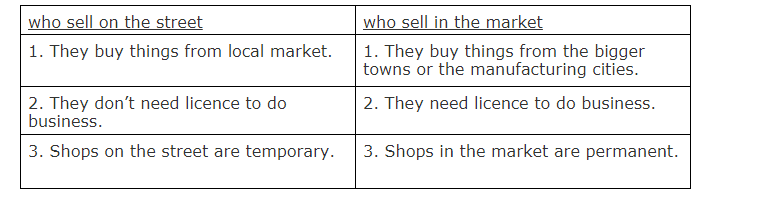 who sell on the street
who sell in the market
1. They buy things from local market.
1. They buy things from the bigger
towns or the manufacturing cities.
2. They don’t need licence to do
business.
2. They need licence to do business.
3. Shops on the street are temporary.
3. Shops in the market are permanent.